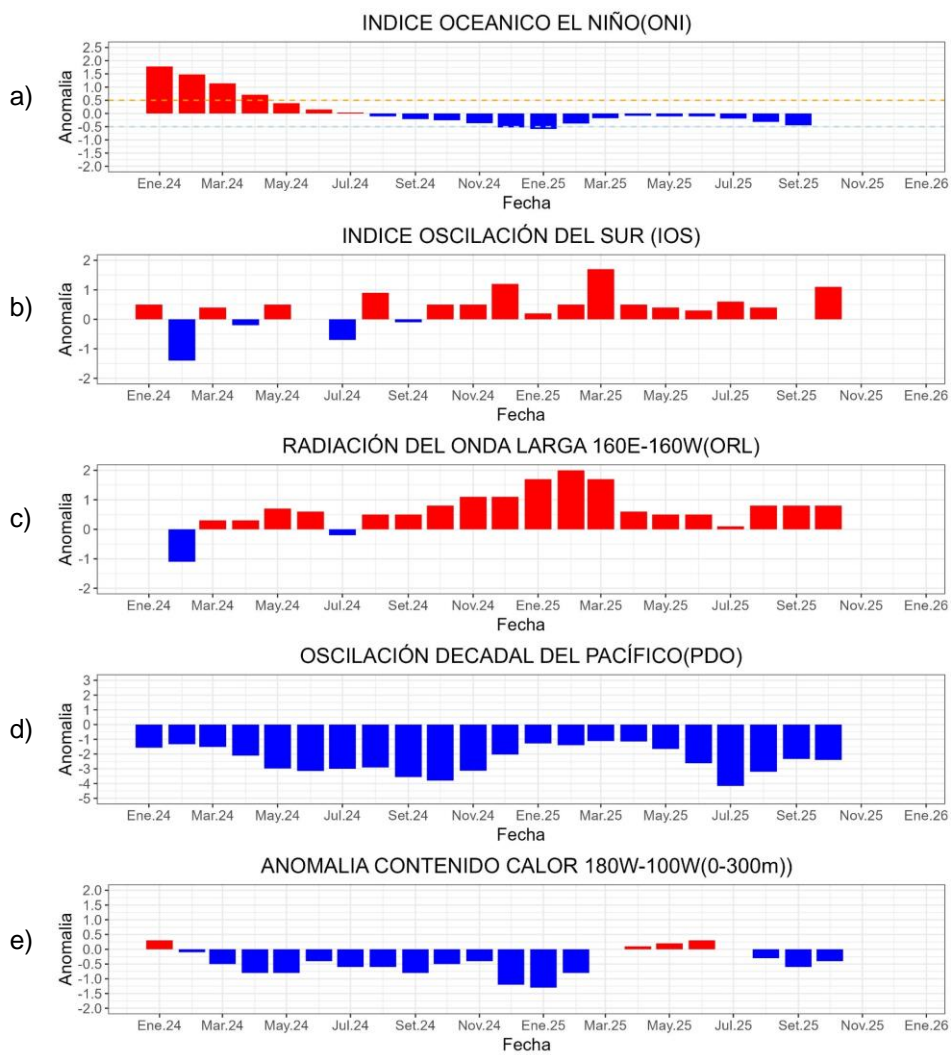 INDICE OCEANICO EL NIÑO(ONI)
a)
Anomalia
2.5
2.0
1.5
1.0
0.5
0.0
-0.5
-1.0
-1.5
-2.0
Ene.24 Mar.24 May.24 Jul.24 Set.24 Nov.24 Ene.25 Mar.25 May.25 Jul.25 Set.25 Nov.25 Ene.26
Fecha
INDICE OSCILACIÓN DEL SUR (IOS)
b)
Anomalía
2
1
0
-1
-2
Ene.24 Mar.24 May.24 Jul.24 Set.24 Nov.24 Ene.25 Mar.25 May.25 Jul.25 Set.25 Nov.25 Ene.26
Fecha
RADIACIÓN DEL ONDA LARGA 160E-160W(ORL)
c)
Anomalia
2
1
0
-1
-2
Ene.24 Mar.24 May.24 Jul.24 Set.24 Nov.24 Ene.25 Mar.25 May.25 Jul.25 Set.25 Nov.25 Ene.26
Fecha
OSCILACIÓN DECADAL DEL PACÍFICO(PDO)
d)
Anomalia
3
2
1
0
-1
-2
-3
-4
-5
Ene.24 Mar.24 May.24 Jul.24 Set.24 Nov.24 Ene.25 Mar.25 May.25 Jul.25 Set.25 Nov.25 Ene.26
Fecha
ANOMALIA CONTENIDO CALOR 180W-100W(0-300m))
e)
Anomalia
2.0
1.5
1.0
0.5
0.0
-0.5
-1.0
-1.5
-2.0
Ene.24 Mar.24 May.24 Jul.24 Set.24 Nov.24 Ene.25 Mar.25 May.25 Jul.25 Set.25 Nov.25 Ene.26
Fecha